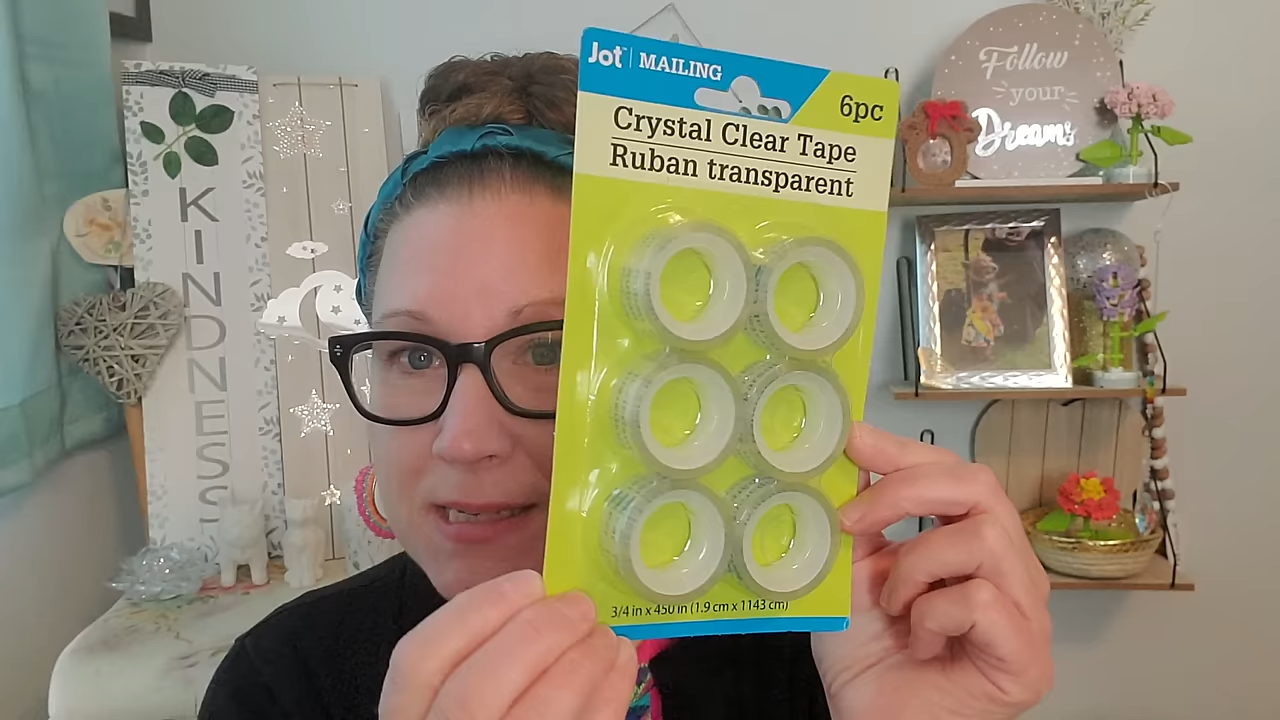 Jot™ | MAILING
6pc
Crystal Clear Tape
Ruban transparent
3/4 in x 450 in (1.9 cm x 1143 cm)
KINDNESS
Follow
your
Dreams